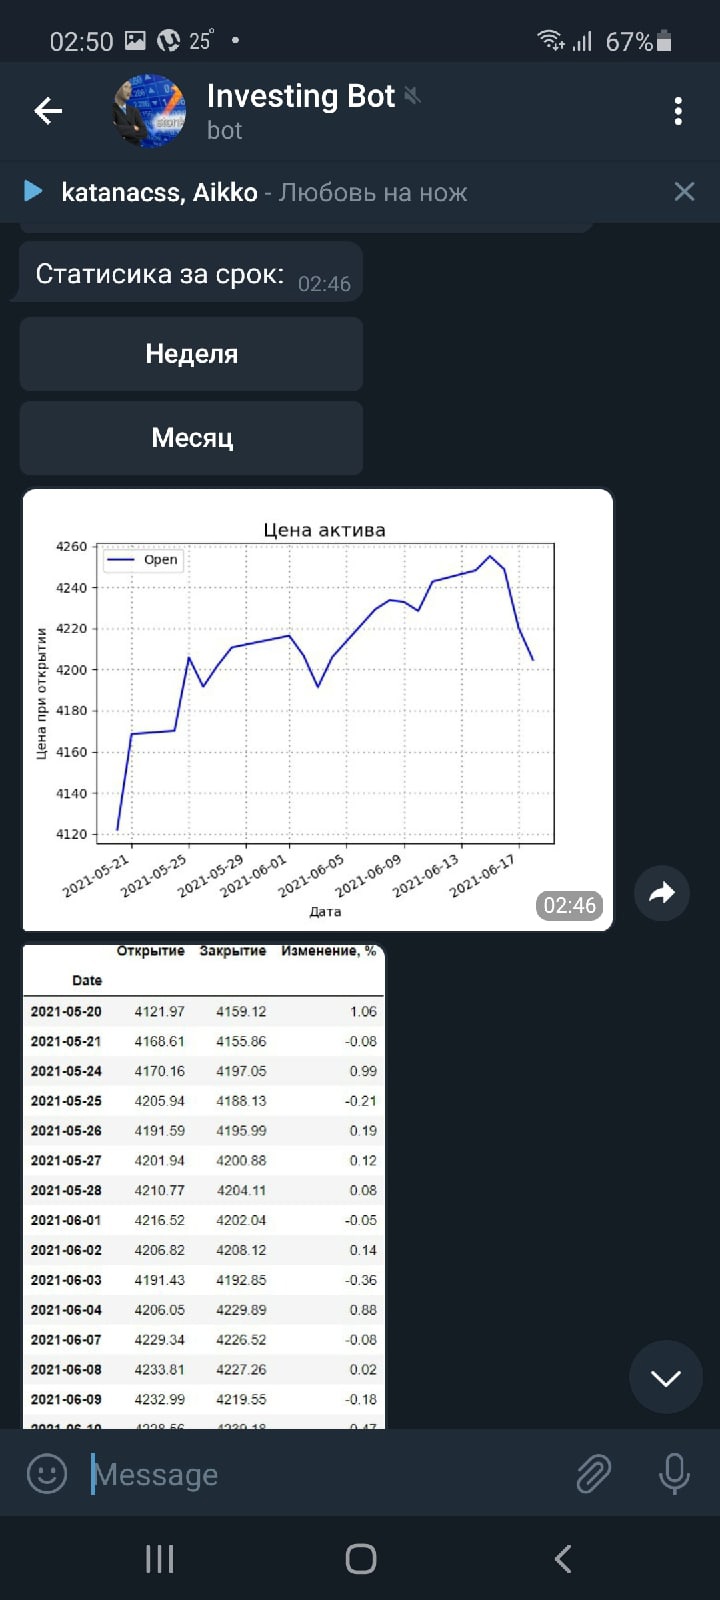 02:50 25° 67%
Investing Bot
bot
katanacss, Aikko - Любовь на нож
Статисика за срок: 02:46
Неделя
Месяц
Цена актива
Open
4260
4240
4220
4200
4180
4160
4140
4120
Цена при открытии
2021-05-21 2021-05-25 2021-05-29 2021-06-01 2021-06-05 2021-06-09 2021-06-13 2021-06-17
Дата
02:46
Открытие Закрытие Изменение, %
Date
2021-05-20 4121.97 4159.12 1.06
2021-05-21 4168.61 4155.86 -0.08
2021-05-24 4170.16 4197.05 0.99
2021-05-25 4205.94 4188.13 -0.21
2021-05-26 4191.59 4195.99 0.19
2021-05-27 4201.94 4200.88 0.12
2021-05-28 4210.77 4204.11 0.08
2021-06-01 4216.52 4202.04 -0.05
2021-06-02 4206.82 4208.12 0.14
2021-06-03 4191.43 4192.85 -0.36
2021-06-04 4206.05 4229.89 0.88
2021-06-07 4229.34 4226.52 -0.08
2021-06-08 4233.81 4227.26 0.02
2021-06-09 4232.99 4219.55 -0.18
Message